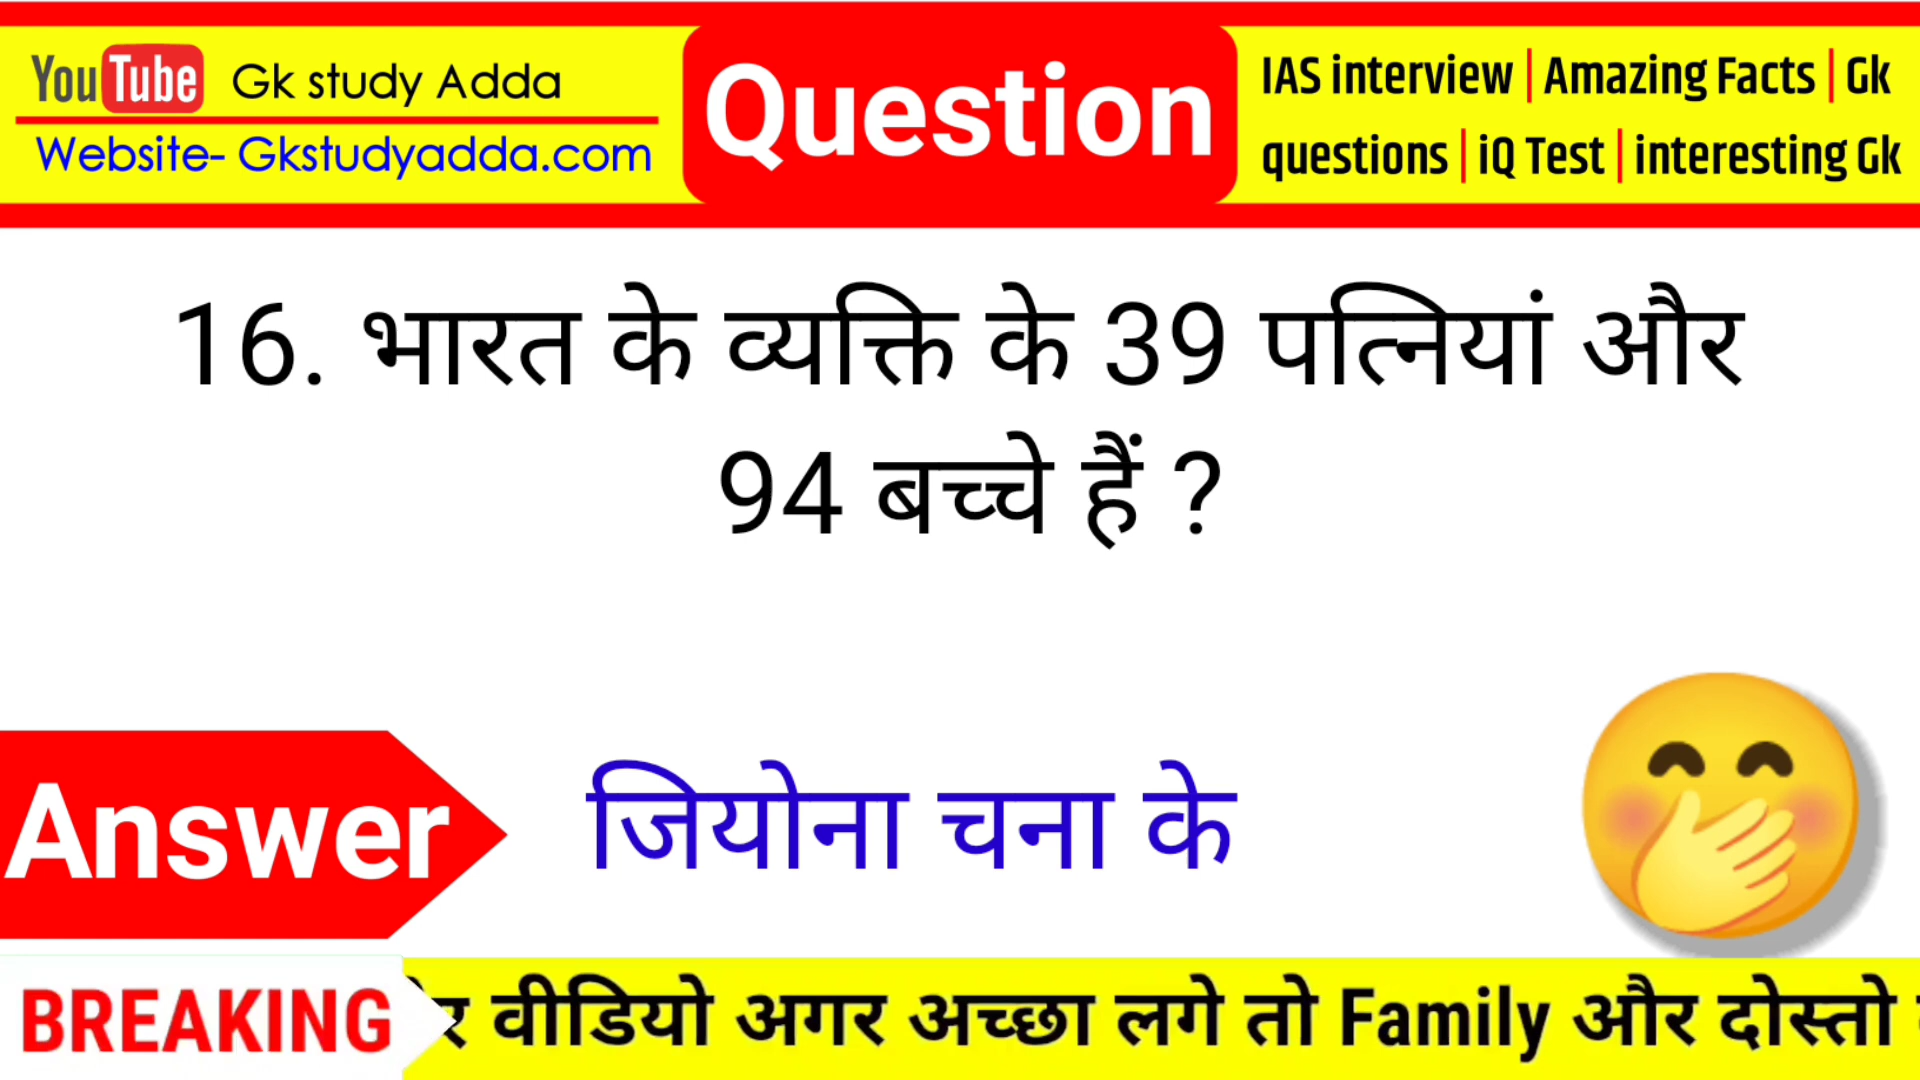 YouTube Gk study Adda
Website- Gkstudyadda.com
Question
IAS interview | Amazing Facts | Gk
questions | iQ Test | interesting Gk
16. भारत के व्यक्ति के 39 पत्नियां और
94 बच्चे हैं ?
Answer
जियोना चना के
BREAKING
वीडियो अगर अच्छा लगे तो Family और दोस्तो